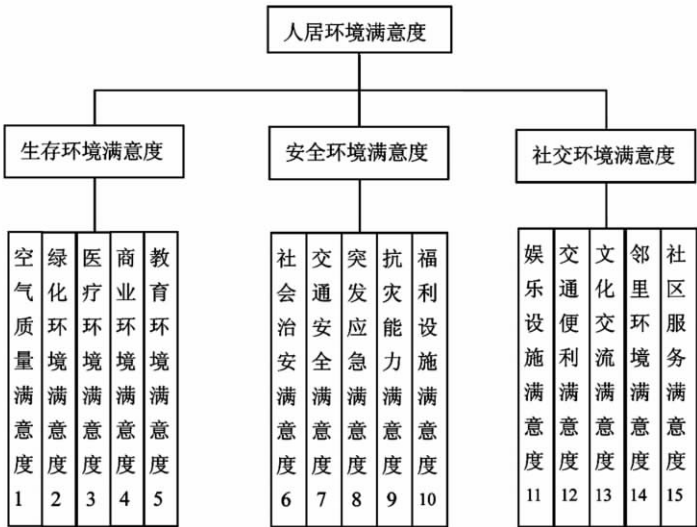 人居环境满意度
生存环境满意度
安全环境满意度
社交环境满意度
空气质量满意度1
绿化环境满意度2
医疗环境满意度3
商业环境满意度4
教育环境满意度5
社会治安满意度6
交通安全满意度7
突发应急满意度8
抗灾能力满意度9
福利设施满意度10
娱乐设施满意度11
交通便利满意度12
文化交流满意度13
邻里环境满意度14
社区服务满意度15